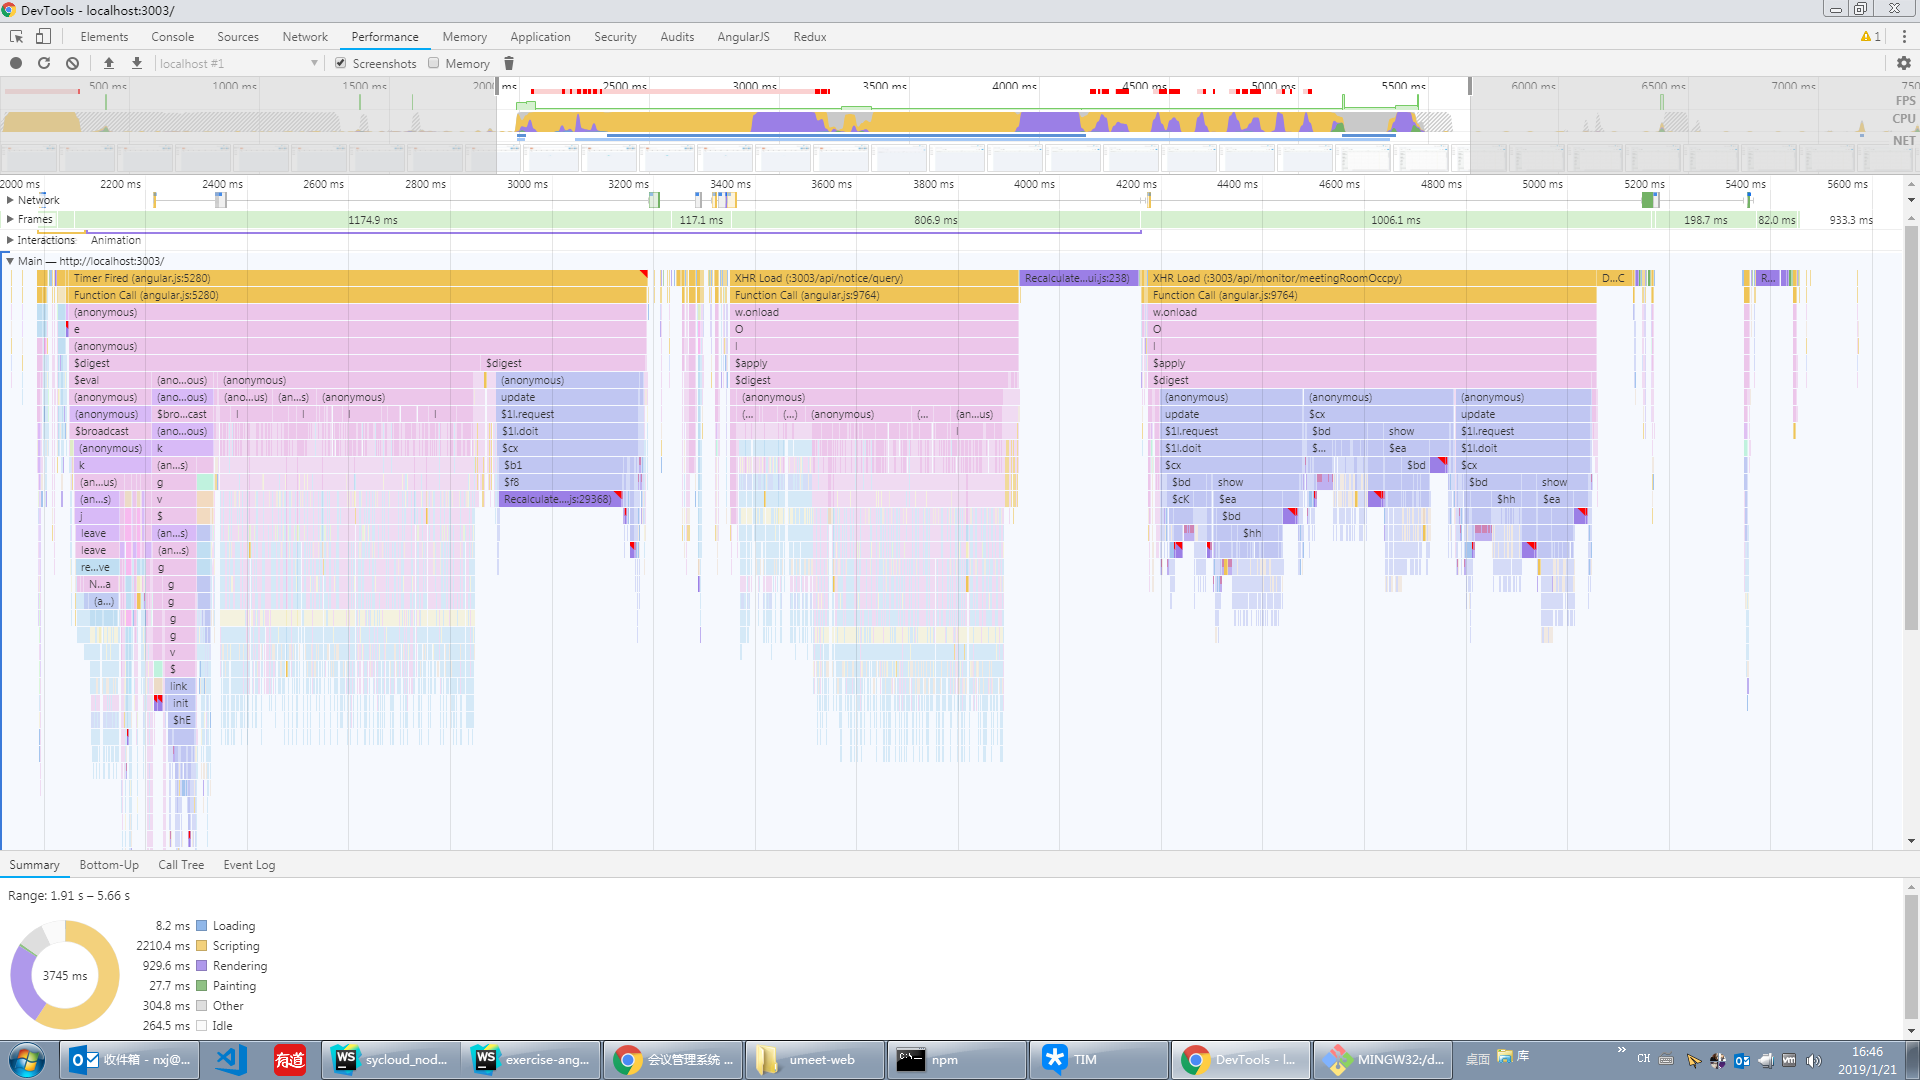 DevTools - localhost:3003/
Elements Console Sources Network Performance Memory Application Security Audits AngularJS Redux 1
localhost #1 Screenshots Memory
500 ms 1000 ms 1500 ms 2000 ms 2500 ms 3000 ms 3500 ms 4000 ms 4500 ms 5000 ms 5500 ms 6000 ms 6500 ms 7000 ms 750
FPS
CPU
NET
2000 ms 2200 ms 2400 ms 2600 ms 2800 ms 3000 ms 3200 ms 3400 ms 3600 ms 3800 ms 4000 ms 4200 ms 4400 ms 4600 ms 4800 ms 5000 ms 5200 ms 5400 ms 5600 ms
Network
Frames 1174.9 ms 117.1 ms 806.9 ms 1006.1 ms 198.7 ms 82.0 ms 933.3 ms
Interactions Animation
Main — http://localhost:3003/
Timer Fired (angular.js:5280) XHR Load (:3003/api/notice/query) Recalculate...ui.js:238) XHR Load (:3003/api/monitor/meetingRoomOccpy) D...C R...
Function Call (angular.js:5280) Function Call (angular.js:9764) Function Call (angular.js:9764)
(anonymous) w.onload w.onload
e O O
(anonymous) l l
$digest $digest $apply $apply
$eval (ano...ous) (anonymous) (anonymous) $digest $digest
(anonymous) (ano...ous) (ano...us) (an...s) (anonymous) update (anonymous) (anonymous) (anonymous) (anonymous)
(anonymous) $bro...cast l l l l $1l.request (... (...) (anonymous) (... (an...us) update $cx update
$broadcast (ano...ous) $1l.doit l $1l.request $bd show $1l.request
(anonymous) k $cx $1l.doit $... $ea $1l.doit
k (an...s) $b1 $cx $bd $cx
(an...us) g $f8 $bd show $bd show
(an...s) v Recalculate....js:29368) $cK $ea $hh $ea
j $ $bd
leave (an...s) $hh
leave (an...s)
re...ve g
N...a g
(a...) g
g
g
v
$
link
init
$hE
Summary Bottom-Up Call Tree Event Log
Range: 1.91 s – 5.66 s
3745 ms
8.2 ms Loading
2210.4 ms Scripting
929.6 ms Rendering
27.7 ms Painting
304.8 ms Other
264.5 ms Idle
收件箱 - nxj@... 有道 sycloud_nod... exercise-ang... 会议管理系统 ... umeet-web npm TIM DevTools - l... MINGW32:/d... 桌面 库 » CH
16:46
2019/1/21